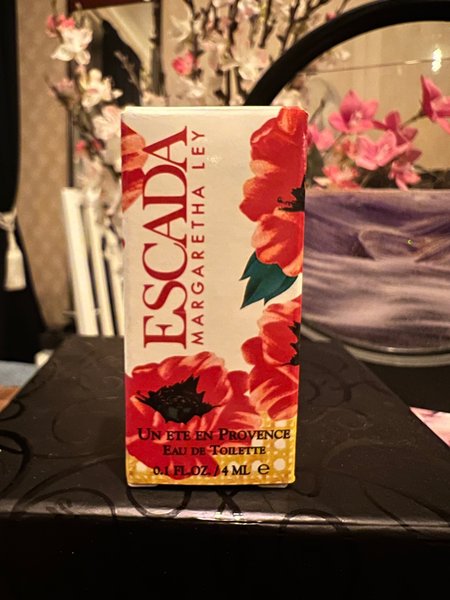 ESCADA
MARGARETHA LEY
UN ETE EN PROVENCE
EAU DE TOILETTE
0.1 FL.OZ. / 4 ML ℮